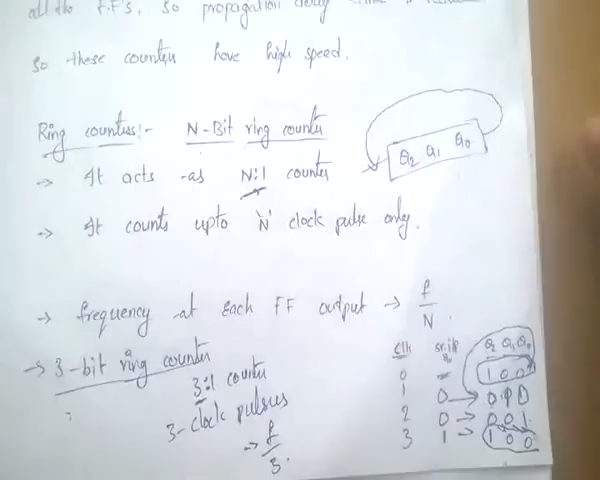 all the F.F's. So propagation delay
So these counters have high speed.
Ring counters:- N-Bit ring counter
Q2 Q1 Q0
→ It acts as N:1 counter
→ It counts upto 'N' clock pulse only.
→ frequency at each FF output → f/N.
→ 3-bit ring counter
3:1 counter
3-clock pulses
→ f/3.
Clk Q2 Q1 Q0
0 1 0 0
1 0 → 0 1 0
2 0 → 0 0 1
3 1 → 1 0 0